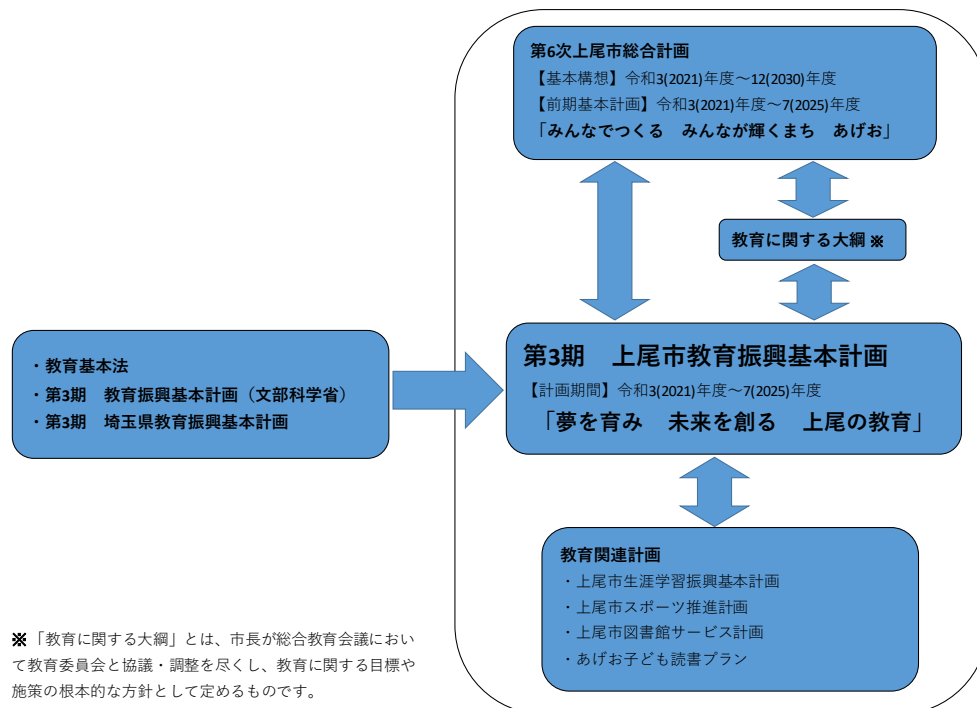 第6次上尾市総合計画
【基本構想】令和3(2021)年度～12(2030)年度
【前期基本計画】令和3(2021)年度～7(2025)年度
「みんなでつくる　みんなが輝くまち　あげお」
教育に関する大綱 ※
・教育基本法
・第3期　教育振興基本計画（文部科学省）
・第3期　埼玉県教育振興基本計画
第3期　上尾市教育振興基本計画
【計画期間】令和3(2021)年度～7(2025)年度
「夢を育み　未来を創る　上尾の教育」
教育関連計画
・上尾市生涯学習振興基本計画
・上尾市スポーツ推進計画
・上尾市図書館サービス計画
・あげお子ども読書プラン
※「教育に関する大綱」とは、市長が総合教育会議におい
て教育委員会と協議・調整を尽くし、教育に関する目標や
施策の根本的な方針として定めるものです。